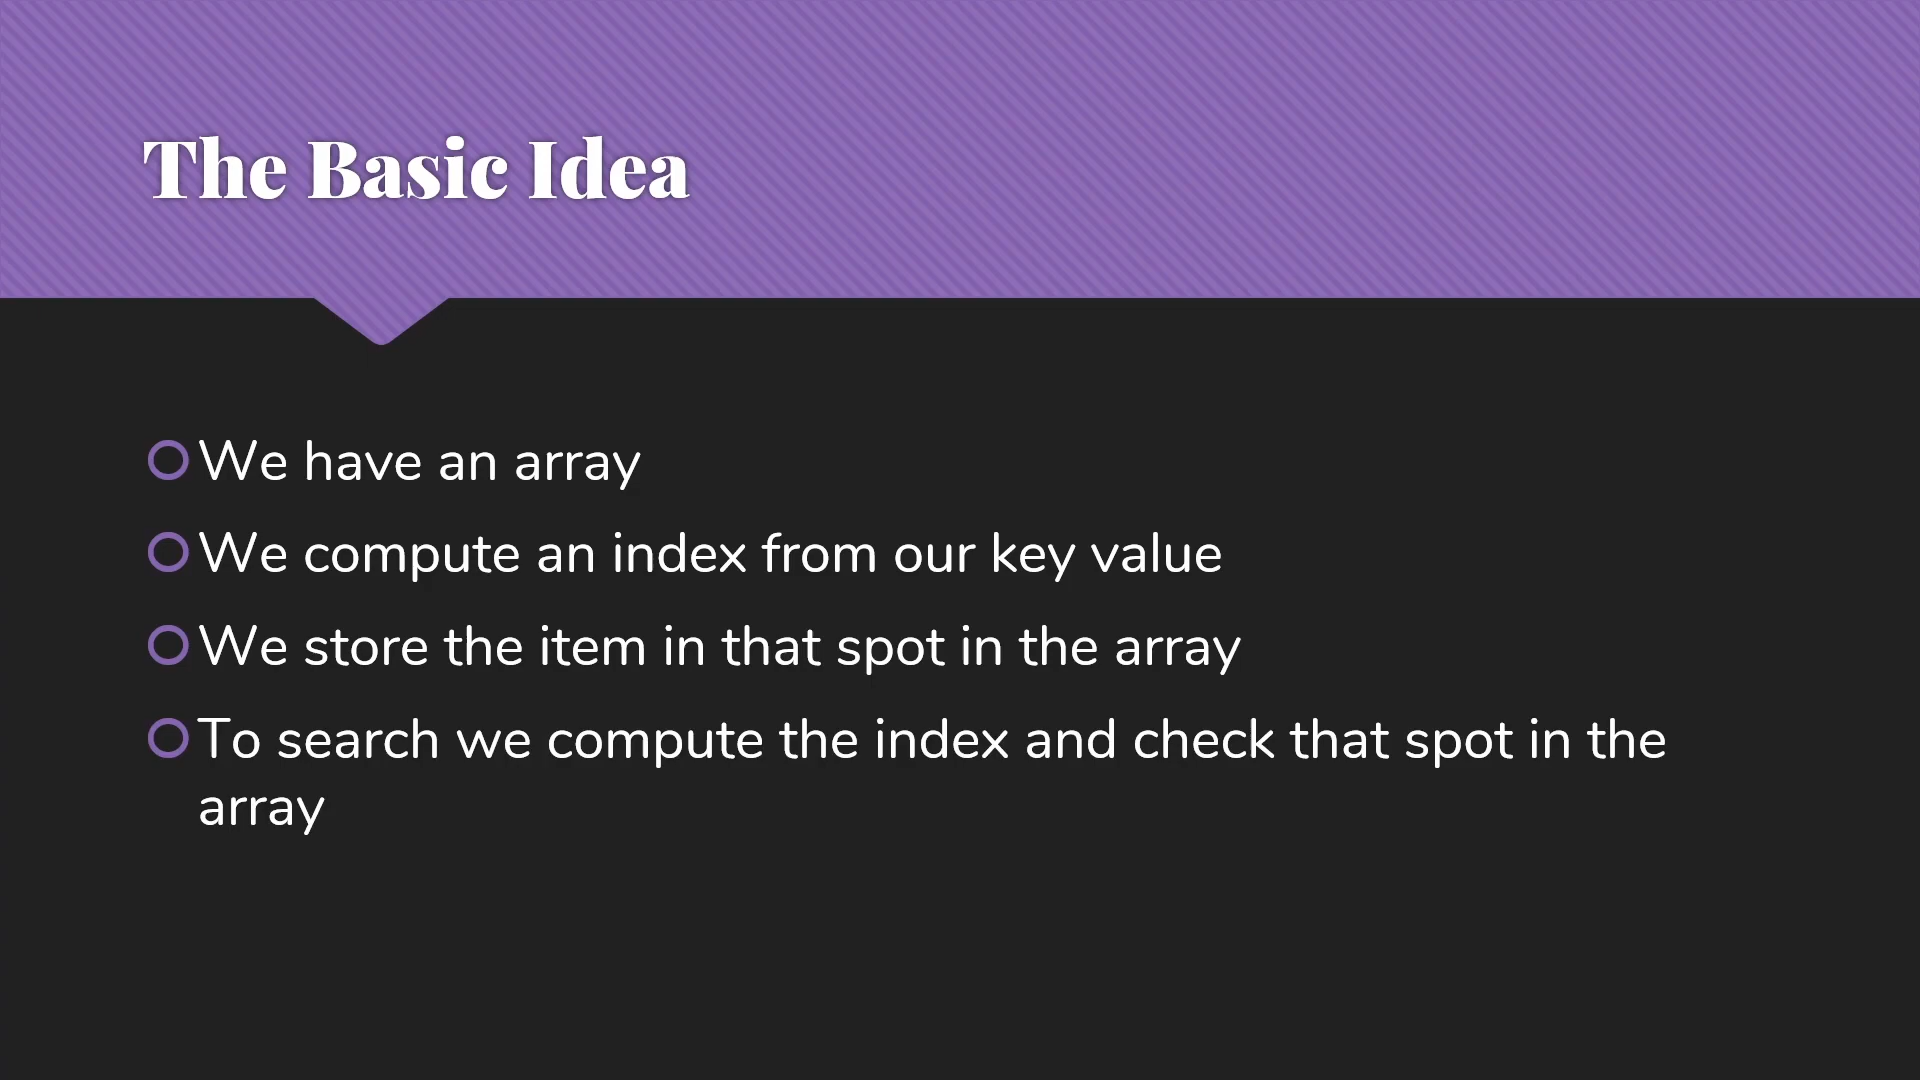 The Basic Idea
We have an array
We compute an index from our key value
We store the item in that spot in the array
To search we compute the index and check that spot in the
array